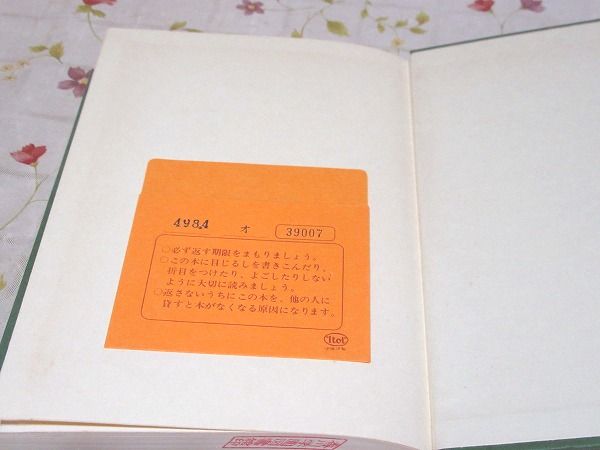 498.4 オ 39007
○必ず返す期限をまもりましょう。
○この本に目じるしを書きこんだり、
折目をつけたり、よごしたりしない
ように大切に読みましょう。
○返さないうちにこの本を、他の人に
貸すと本がなくなる原因になります。
Itoi